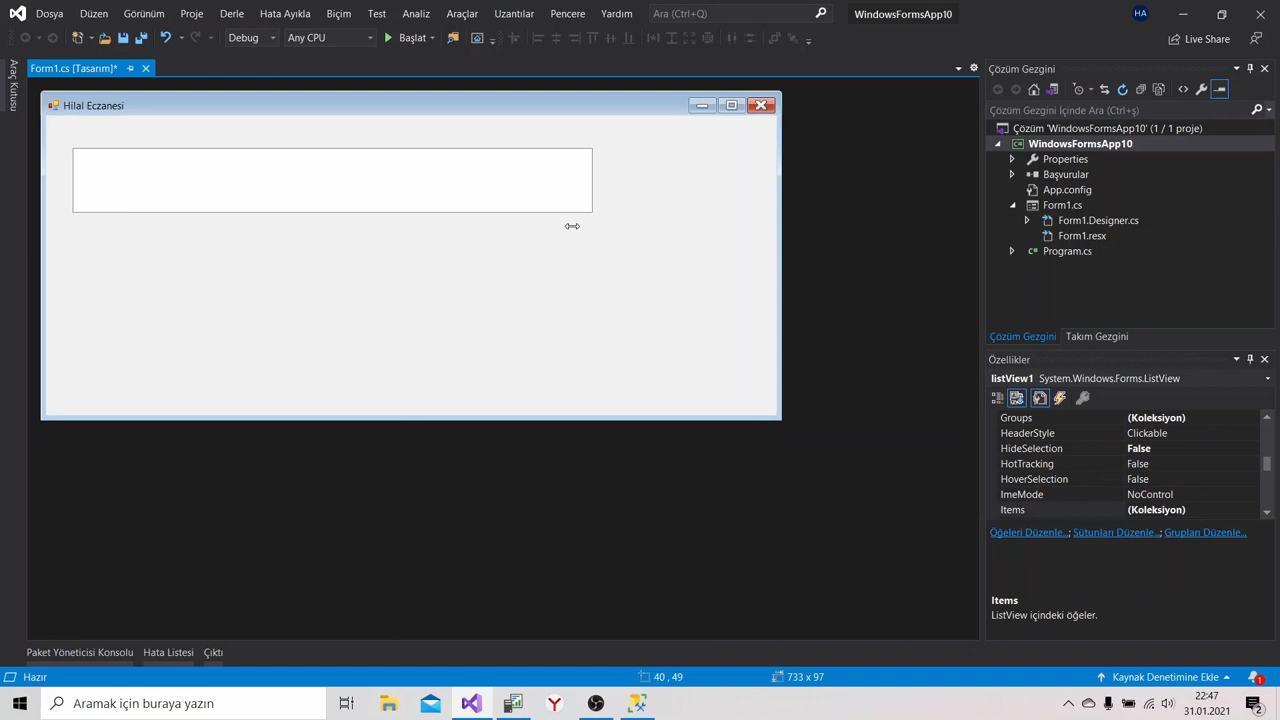 Dosya Düzen Görünüm Proje Derle Hata Ayıkla Biçim Test Analiz Araçlar Uzantılar Pencere Yardım Ara (Ctrl+Q) WindowsFormsApp10 HA
Debug Any CPU Başlat Live Share
Araç Kutusu
Form1.cs [Tasarım]*
Hilal Eczanesi
Çözüm Gezgini
Çözüm Gezgini İçinde Ara (Ctrl+ş)
Çözüm 'WindowsFormsApp10' (1 / 1 proje)
WindowsFormsApp10
Properties
Başvurular
App.config
Form1.cs
Form1.Designer.cs
Form1.resx
Program.cs
Çözüm Gezgini Takım Gezgini
Özellikler
listView1 System.Windows.Forms.ListView
Groups (Koleksiyon)
HeaderStyle Clickable
HideSelection False
HotTracking False
HoverSelection False
ImeMode NoControl
Items (Koleksiyon)
Öğeleri Düzenle...; Sütunları Düzenle...; Grupları Düzenle...
Items
ListView içindeki öğeler.
Paket Yöneticisi Konsolu Hata Listesi Çıktı
Hazır 40 , 49 733 x 97 Kaynak Denetimine Ekle 1
Aramak için buraya yazın
22:47
31.01.2021
2